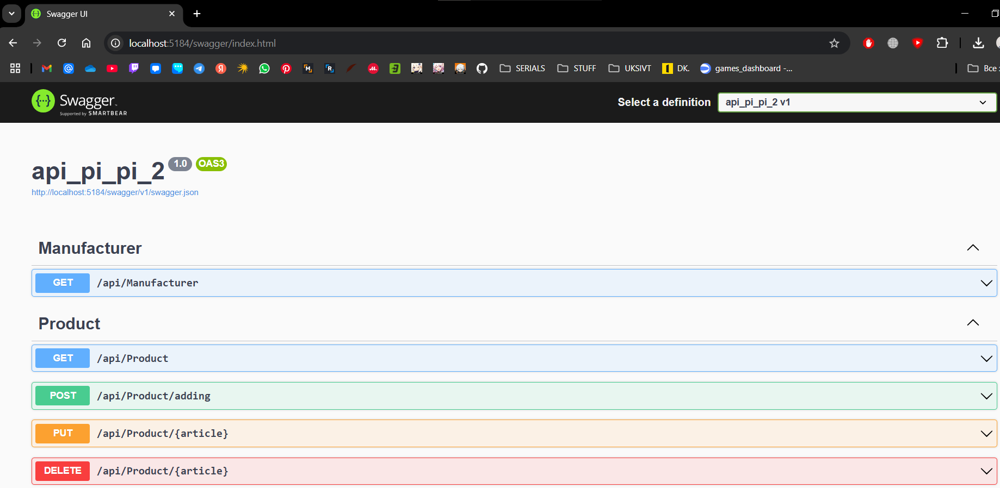 Swagger UI
localhost:5184/swagger/index.html
SERIALS
STUFF
UKSIVT
DK.
games_dashboard -...
Все
Swagger
Supported by SMARTBEAR
Select a definition
api_pi_pi_2 v1
api_pi_pi_2 1.0 OAS3
http://localhost:5184/swagger/v1/swagger.json
Manufacturer
GET /api/Manufacturer
Product
GET /api/Product
POST /api/Product/adding
PUT /api/Product/{article}
DELETE /api/Product/{article}